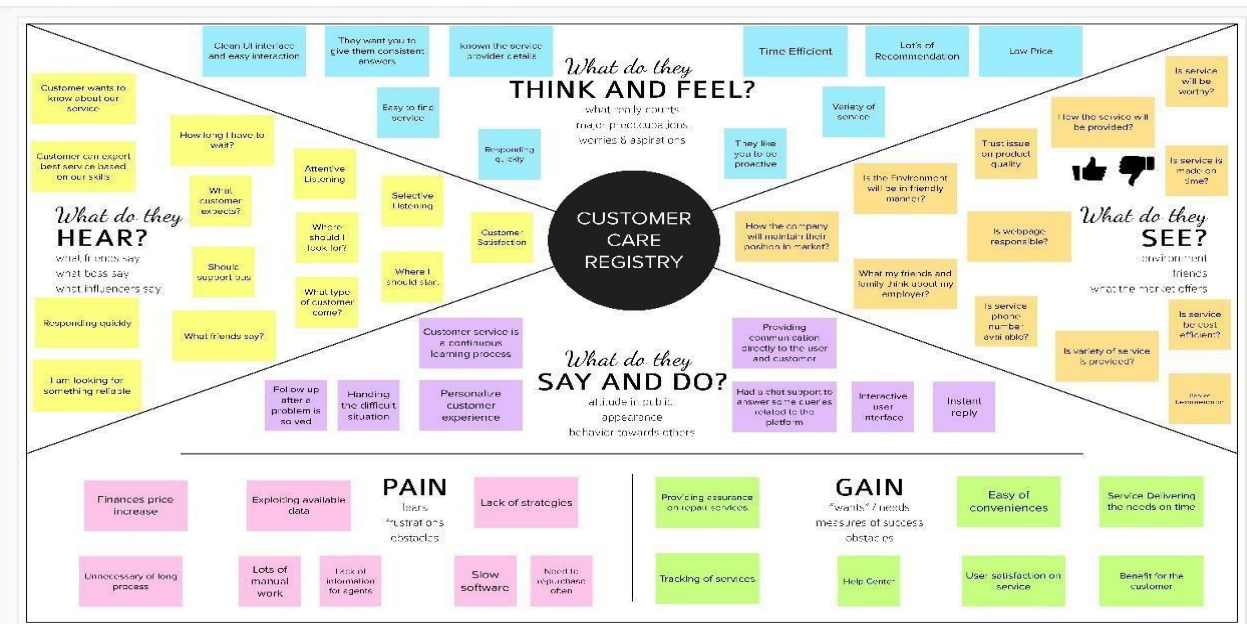 Clean UI interface
and easy interaction
They want you to
give them consistent
answers
known the service
provider details
Easy to find
service
Responding
quickly
What do they
THINK AND FEEL?
what really counts
major preoccupations
worries & aspirations
Time Efficient
Lot's of
Recommendation
Low Price
Variety of
service
They like
you to be
proactive
Customer wants to
know about our
service
How long I have to
wait?
Customer can expert
best service based
on our skills
Attentive
Listening
What
customer
expects?
Selective
Listening
What do they
HEAR?
what friends say
what boss say
what influencers say
Where
should I
look for?
Customer
Satisfaction
Should
support bus
Where I
should start
What type
of customer
come?
Responding quickly
What friends say?
I am looking for
something reliable
CUSTOMER
CARE
REGISTRY
Is service
will be
worthy?
How the service will
be provided?
Trust issue
on product
quality
Is service is
made on
time?
Is the Environment
will be in friendly
manner?
How the company
will maintain their
position in market?
Is webpage
responsible?
What do they
SEE?
environment
friends
what the market offers
What my friends and
family think about my
employer?
Is service
phone
number
available?
Is service
be cost
efficient?
Is variety of service
is provided?
Customer service is
a continuous
learning process
Follow up
after a
problem is
solved
Handing
the difficult
situation
Personalize
customer
experience
What do they
SAY AND DO?
attitude in public
appearance
behavior towards others
Providing
communication
directly to the user
and customer
Had a chat support to
answer some queries
related to the
platform
Interactive
user
interface
Instant
reply
PAIN
fears
frustrations
obstacles
Finances price
increase
Exploiting available
data
Lack of strategies
Unnecessary of long
process
Lots of
manual
work
Lack of
information
for agents
Slow
software
Need to
repurchase
often
GAIN
"wants" / needs
measures of success
obstacles
Providing assurance
on repair services
Easy of
conveniences
Service Delivering
the needs on time
Tracking of services
Help Center
User satisfaction on
service
Benefit for the
customer